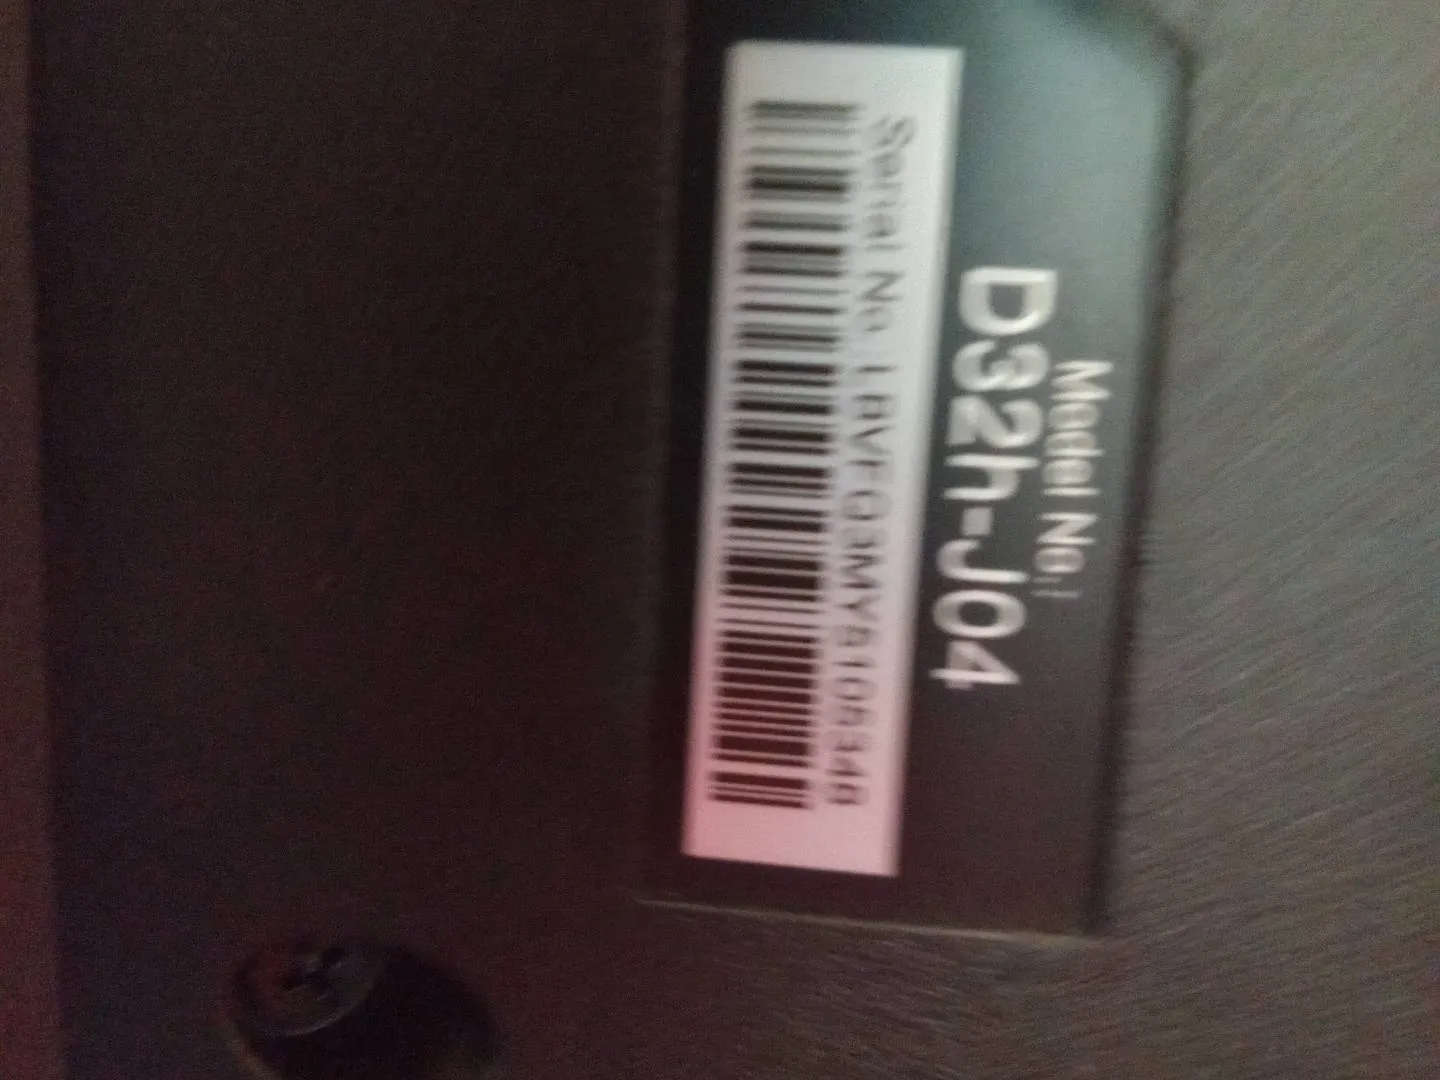 Model No.:
D32h-J04
Serial No.